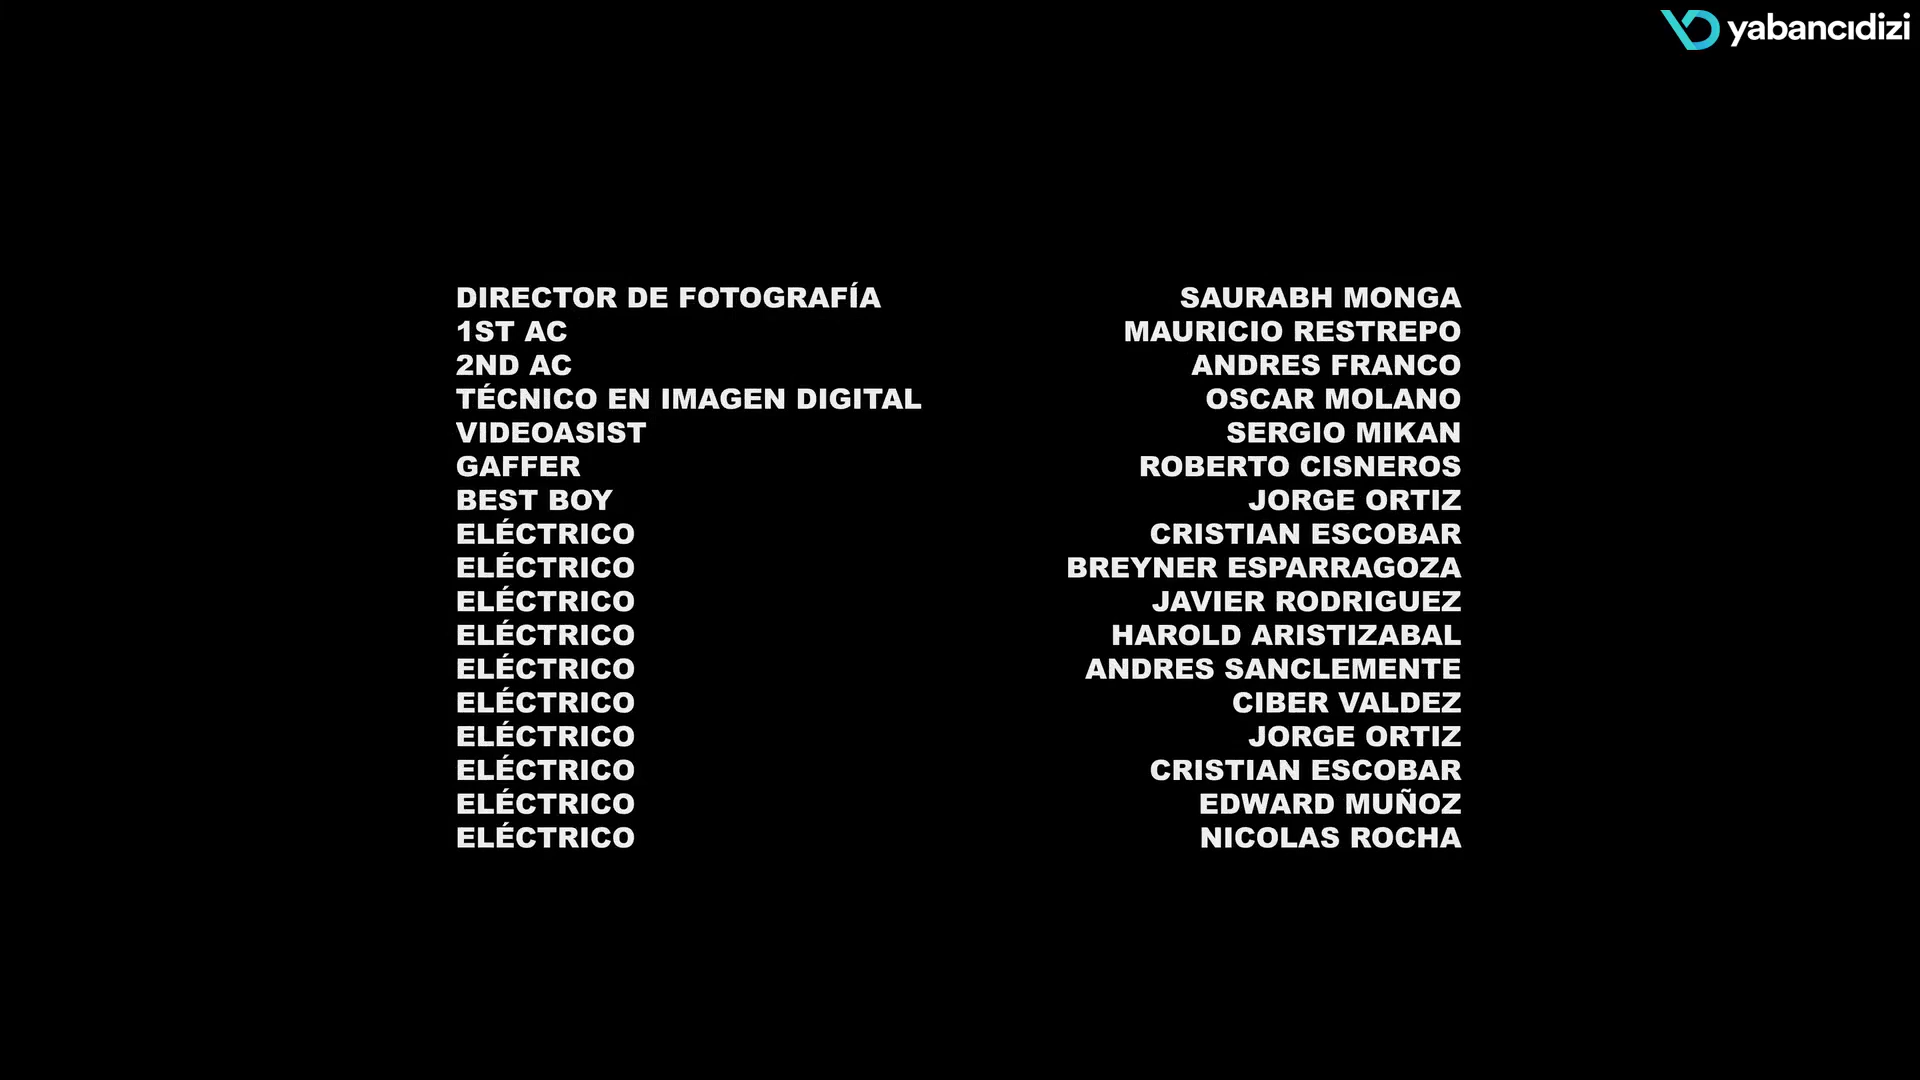 yabancıdizi
DIRECTOR DE FOTOGRAFÍA SAURABH MONGA
1ST AC MAURICIO RESTREPO
2ND AC ANDRES FRANCO
TÉCNICO EN IMAGEN DIGITAL OSCAR MOLANO
VIDEOASIST SERGIO MIKAN
GAFFER ROBERTO CISNEROS
BEST BOY JORGE ORTIZ
ELÉCTRICO CRISTIAN ESCOBAR
ELÉCTRICO BREYNER ESPARRAGOZA
ELÉCTRICO JAVIER RODRIGUEZ
ELÉCTRICO HAROLD ARISTIZABAL
ELÉCTRICO ANDRES SANCLEMENTE
ELÉCTRICO CIBER VALDEZ
ELÉCTRICO JORGE ORTIZ
ELÉCTRICO CRISTIAN ESCOBAR
ELÉCTRICO EDWARD MUÑOZ
ELÉCTRICO NICOLAS ROCHA